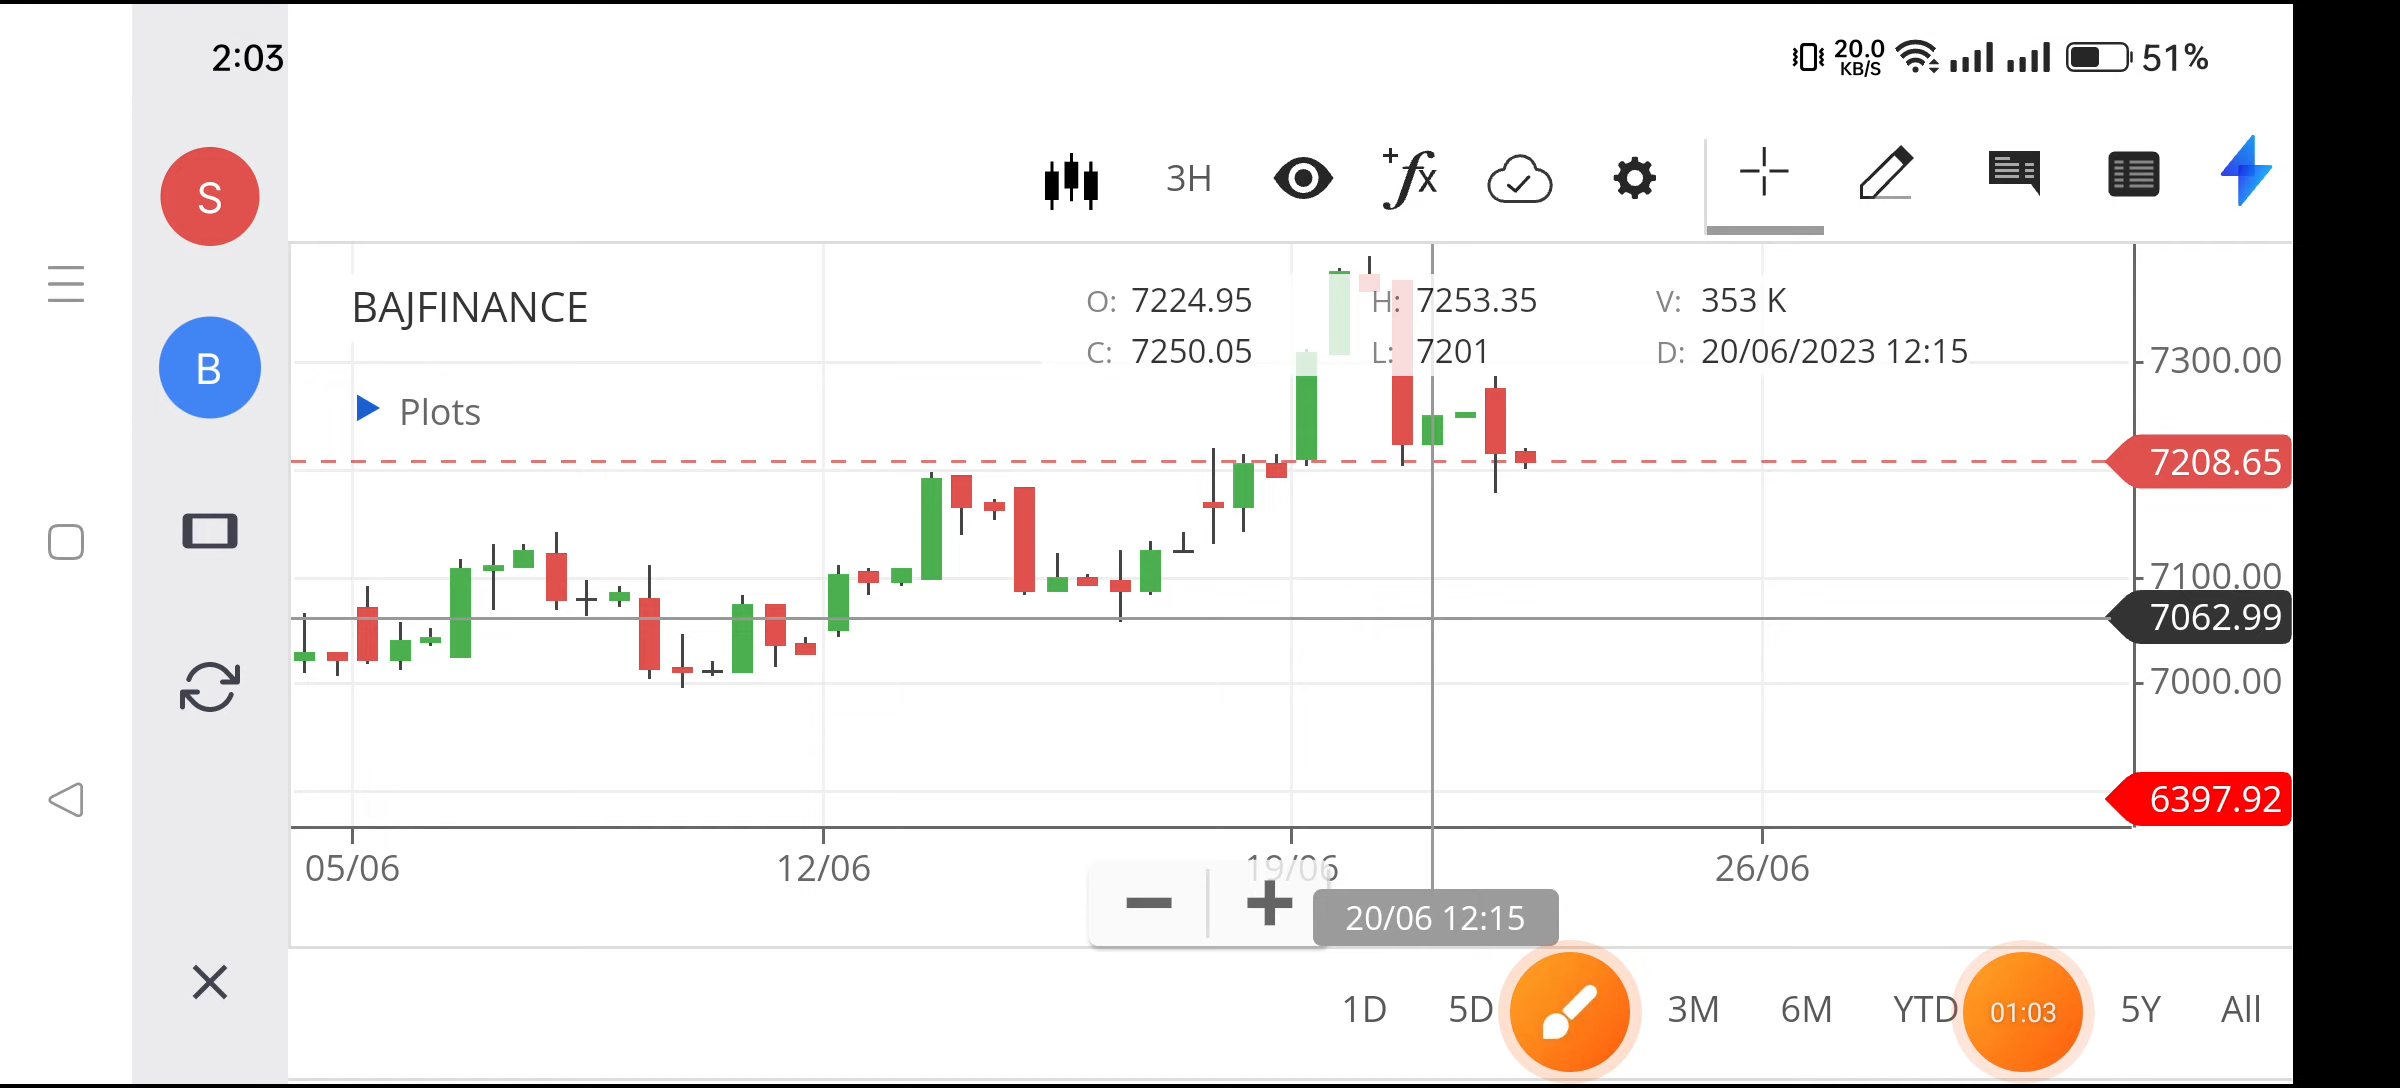 2:03
20.0
KB/S
51%
S
B
3H
+fx
BAJFINANCE
O: 7224.95 H: 7253.35 V: 353 K
C: 7250.05 L: 7201 D: 20/06/2023 12:15
Plots
7300.00
7208.65
7100.00
7062.99
7000.00
6397.92
05/06 12/06 19/06 26/06
20/06 12:15
1D 5D 3M 6M YTD 01:03 5Y All